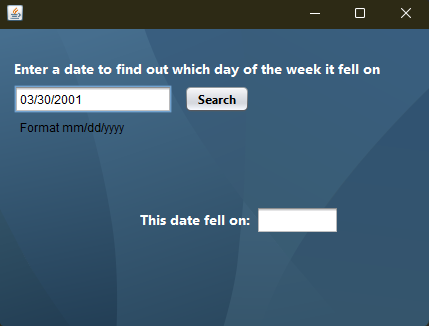 Enter a date to find out which day of the week it fell on
03/30/2001
Search
Format mm/dd/yyyy
This date fell on: